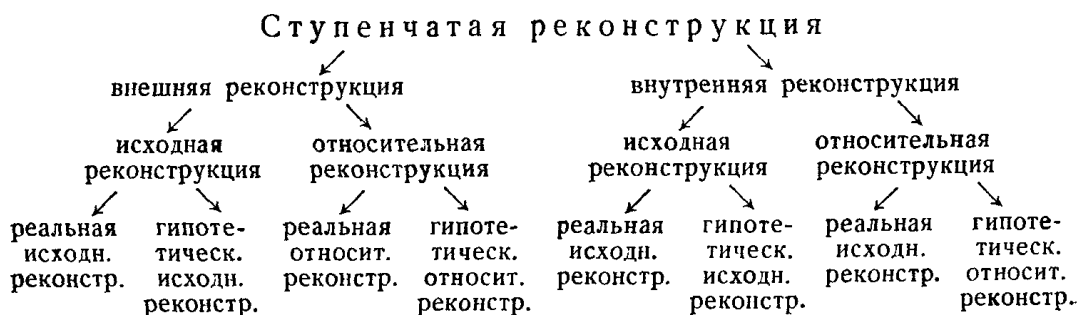 Ступенчатая реконструкция
внешняя реконструкция внутренняя реконструкция
исходная относительная исходная относительная
реконструкция реконструкция реконструкция реконструкция
реальная гипоте- реальная гипоте- реальная гипоте- реальная гипоте-
исходн. тическ. относит. тическ. исходн. тическ. исходн. тическ.
реконстр. исходн. реконстр. относит. реконстр. исходн. реконстр. относит.
реконстр. реконстр. реконстр. реконстр.